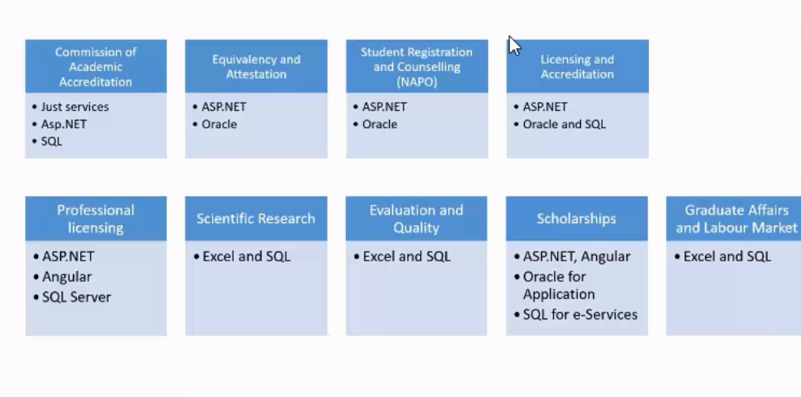 Commission of
Academic
Accreditation
• Just services
• Asp.NET
• SQL
Equivalency and
Attestation
• ASP.NET
• Oracle
Student Registration
and Counselling
(NAPO)
• ASP.NET
• Oracle
Licensing and
Accreditation
• ASP.NET
• Oracle and SQL
Professional
licensing
• ASP.NET
• Angular
• SQL Server
Scientific Research
• Excel and SQL
Evaluation and
Quality
• Excel and SQL
Scholarships
• ASP.NET, Angular
• Oracle for
Application
• SQL for e-Services
Graduate Affairs
and Labour Market
• Excel and SQL